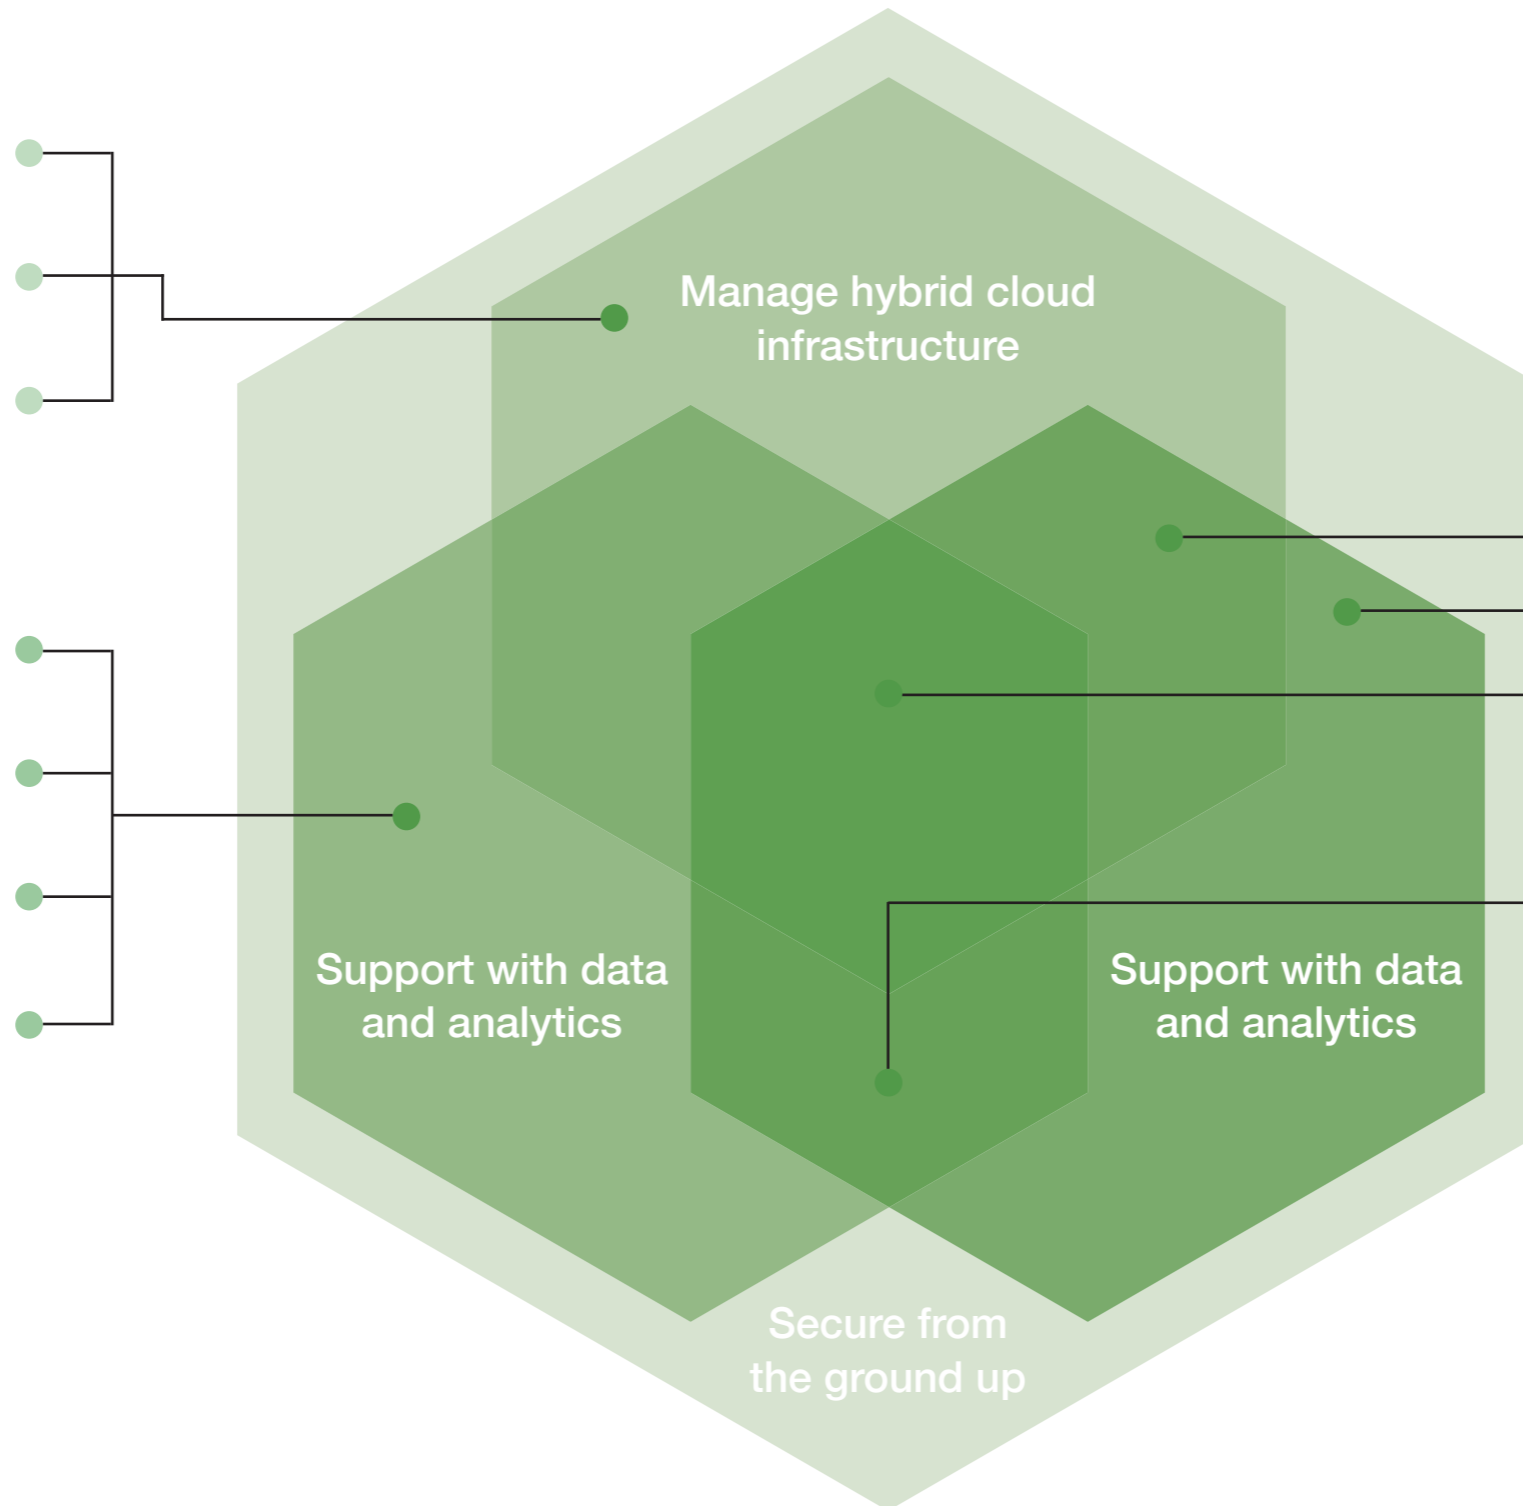 Manage hybrid cloud
infrastructure
Support with data
and analytics
Support with data
and analytics
Secure from
the ground up